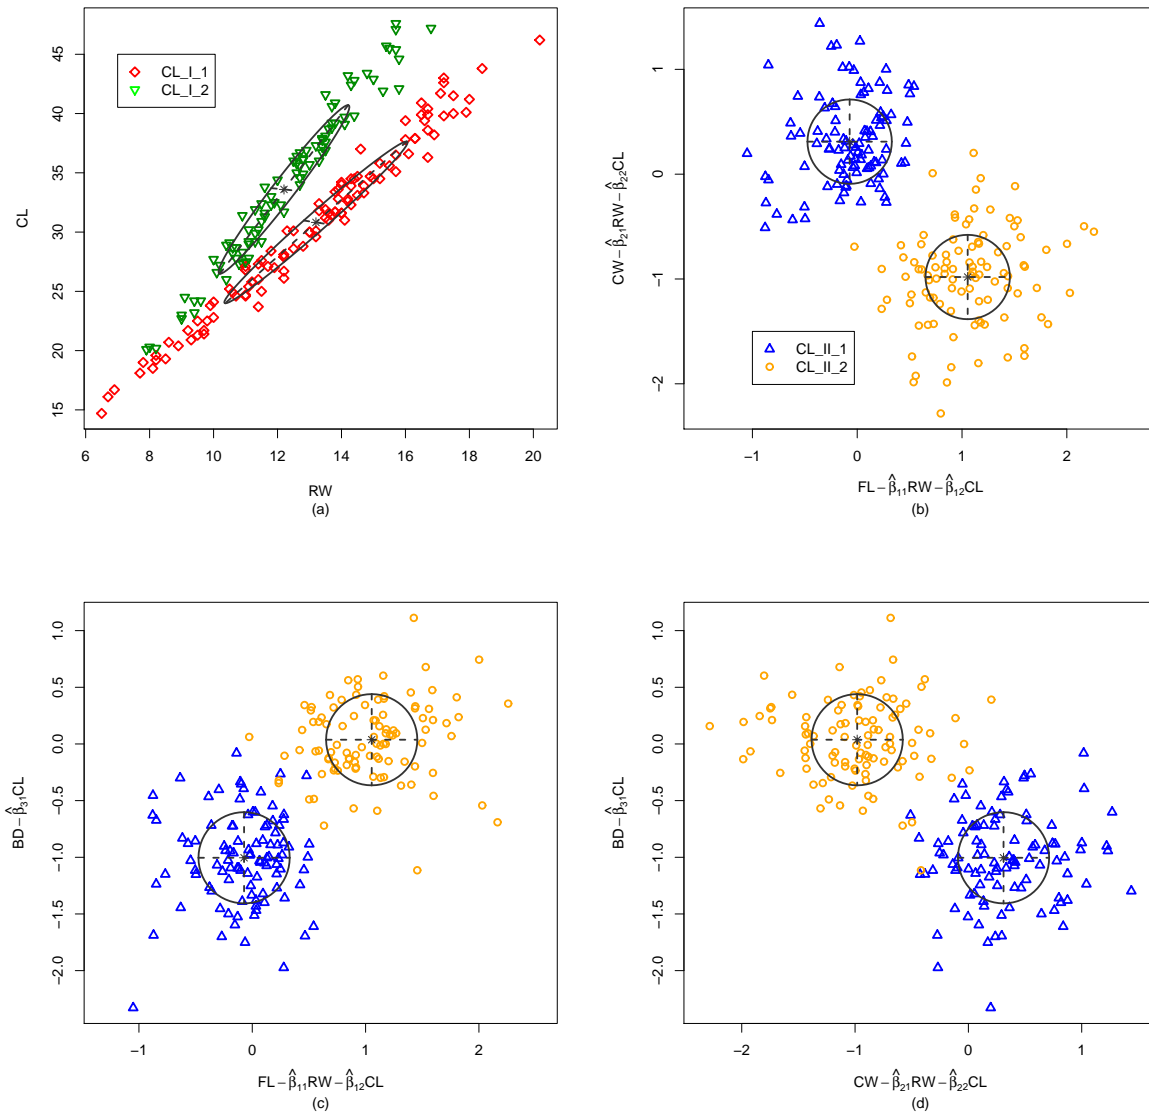 CL
15 20 25 30 35 40 45
CL_I_1
CL_I_2
6 8 10 12 14 16 18 20
RW
(a)
CW − β̂₂₁RW − β̂₂₂CL
−2 −1 0 1
CL_II_1
CL_II_2
−1 0 1 2
FL − β̂₁₁RW − β̂₁₂CL
(b)
BD − β̂₃₁CL
−2.0 −1.5 −1.0 −0.5 0.0 0.5 1.0
−1 0 1 2
FL − β̂₁₁RW − β̂₁₂CL
(c)
BD − β̂₃₁CL
−2.0 −1.5 −1.0 −0.5 0.0 0.5 1.0
−2 −1 0 1
CW − β̂₂₁RW − β̂₂₂CL
(d)